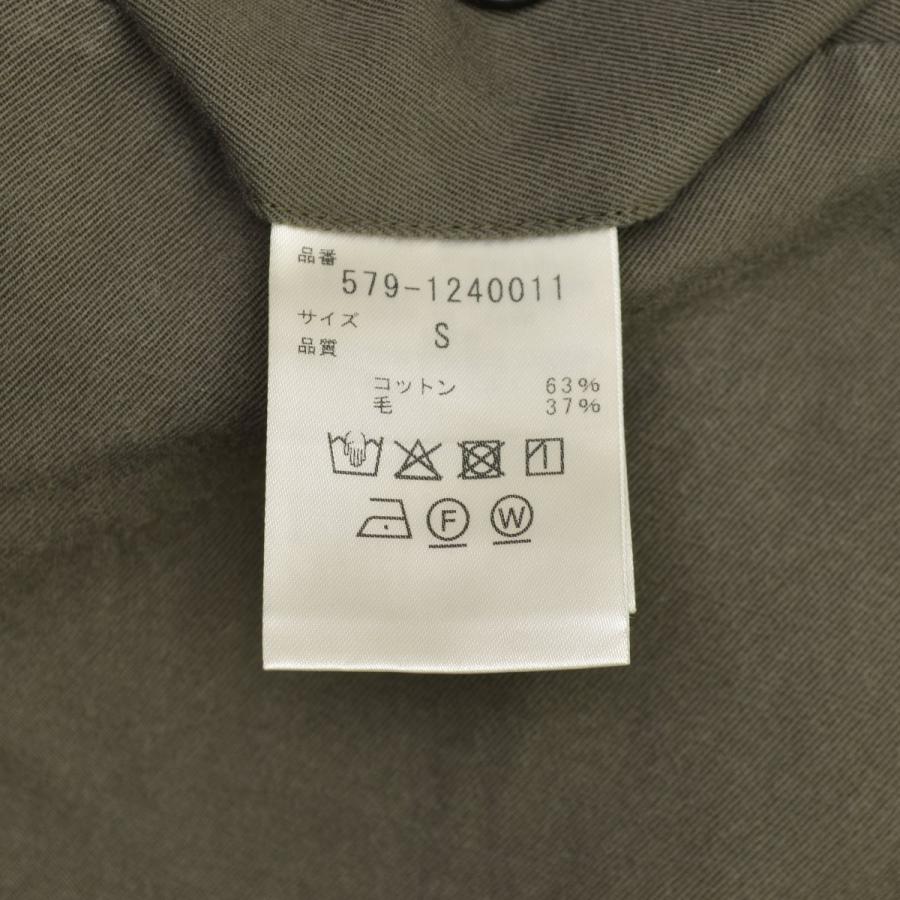 品番
579-1240011
サイズ S
品質
コットン 63%
毛 37%
F W